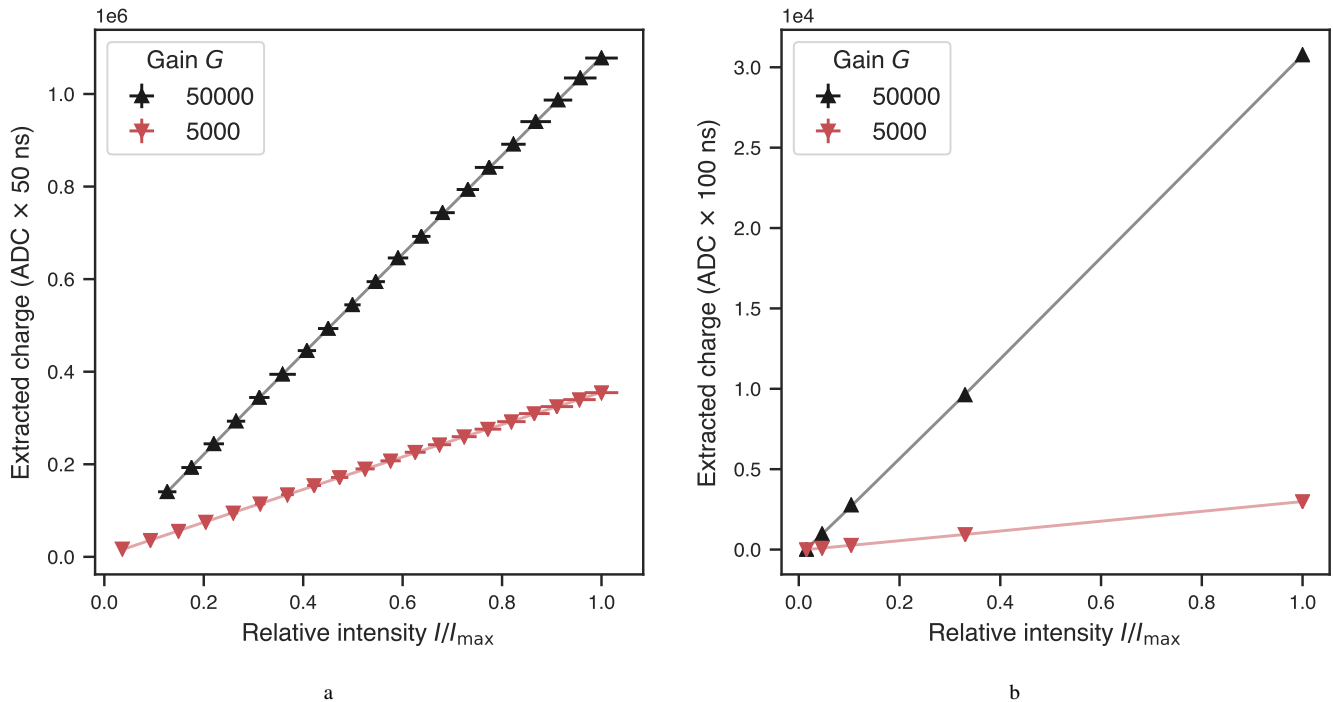 1e6
Gain G
50000
5000
1.0
0.8
0.6
0.4
0.2
0.0
Extracted charge (ADC × 50 ns)
0.0 0.2 0.4 0.6 0.8 1.0
Relative intensity I/Imax
a
1e4
Gain G
50000
5000
3.0
2.5
2.0
1.5
1.0
0.5
0.0
Extracted charge (ADC × 100 ns)
0.0 0.2 0.4 0.6 0.8 1.0
Relative intensity I/Imax
b